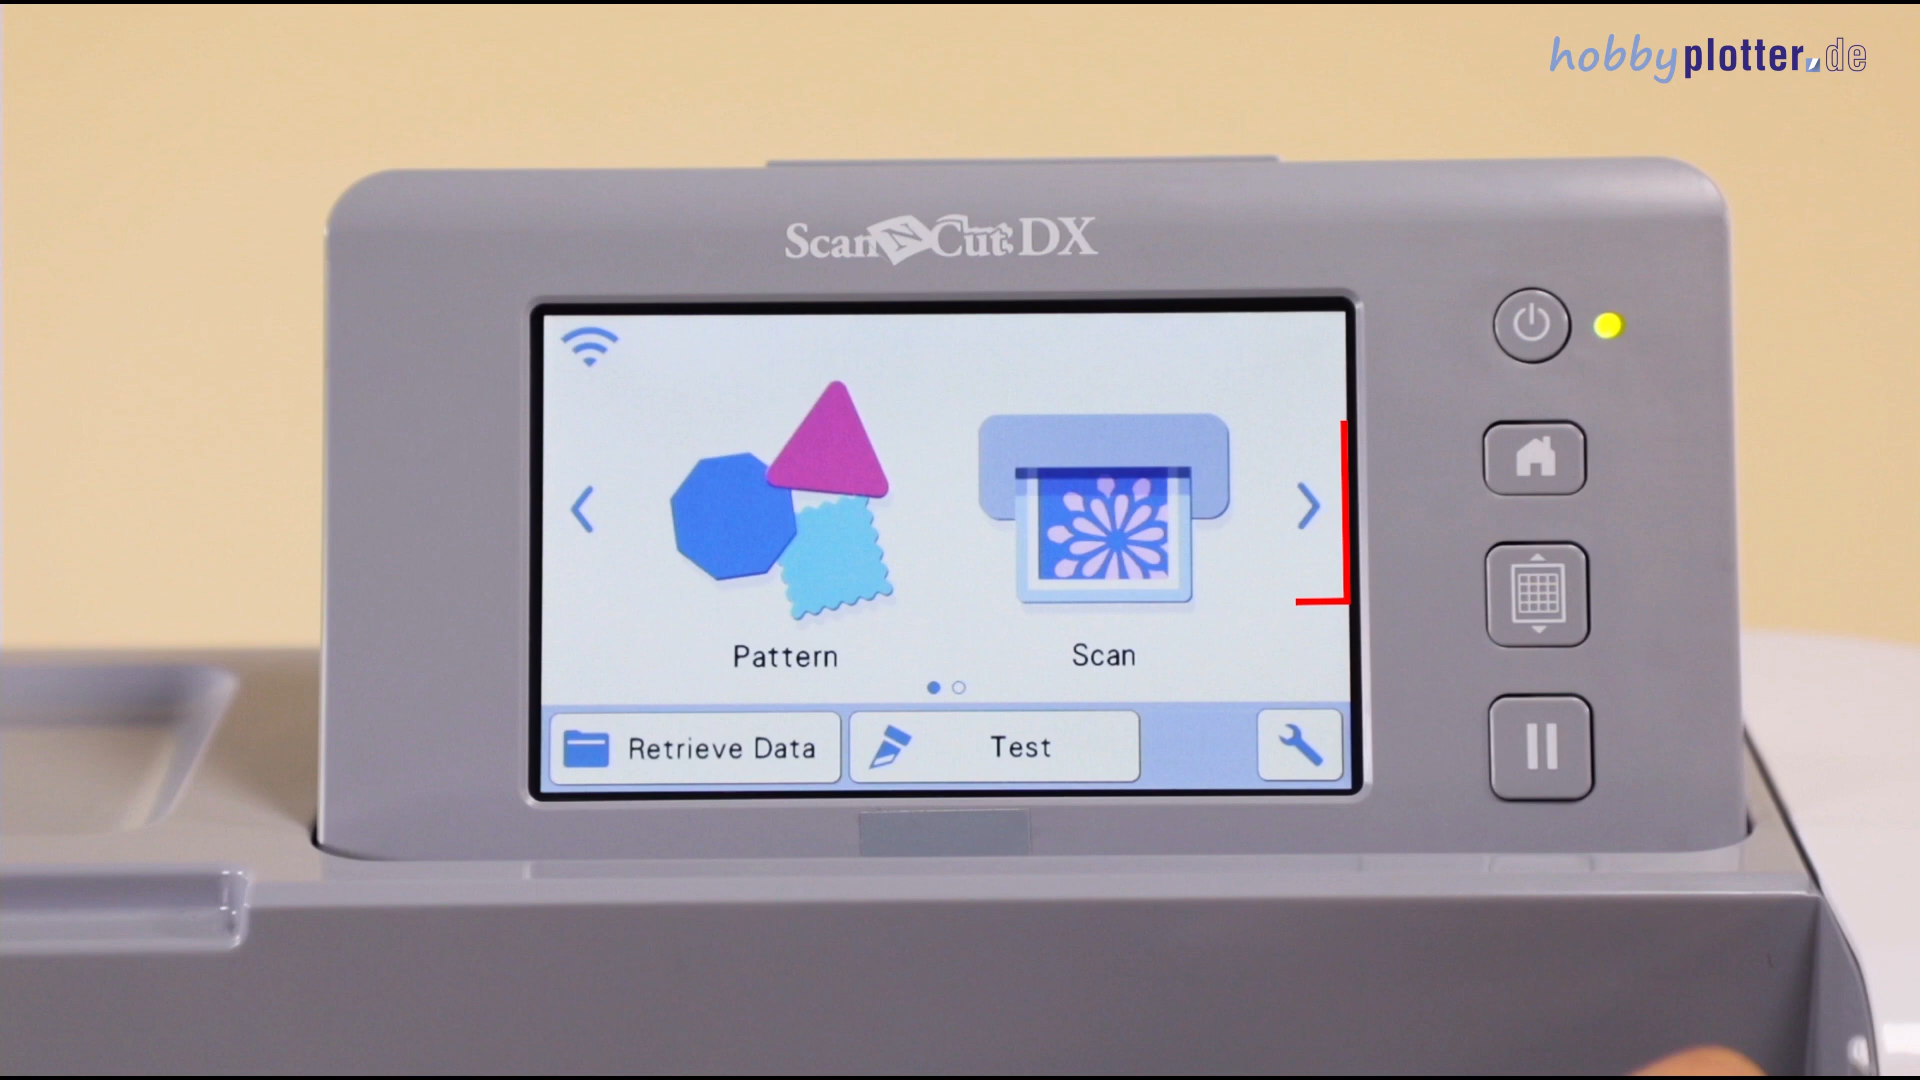 hobbyplotter.de
ScanNCut DX
Pattern
Scan
Retrieve Data
Test